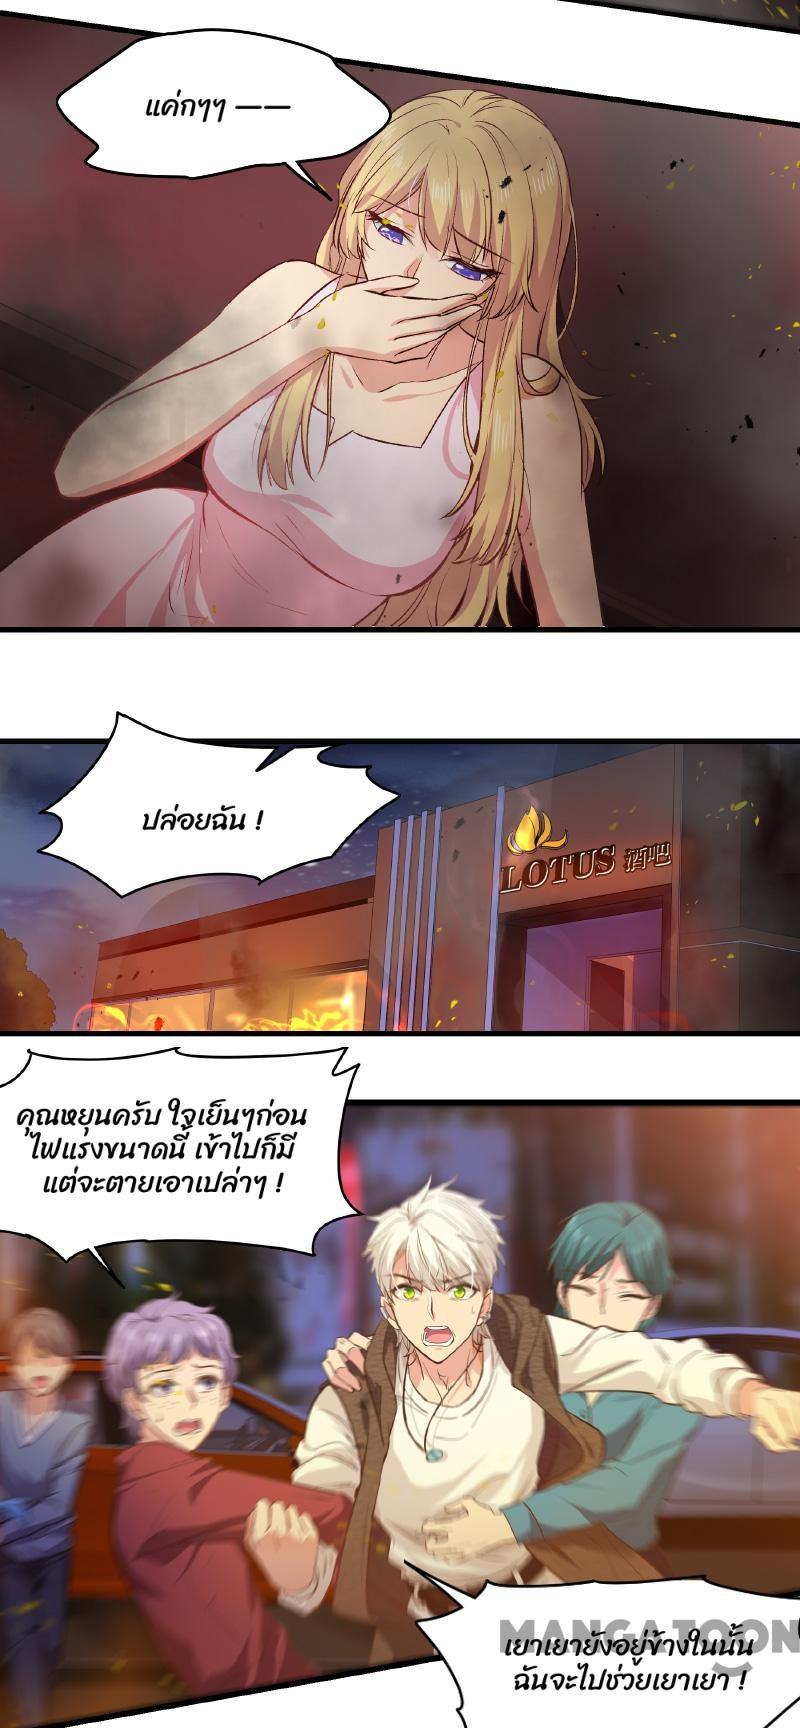 แค่กๆๆ ——
ปล่อยฉัน !
LOTUS 酒吧
คุณหยุนครับ ใจเย็นๆก่อน
ไฟแรงขนาดนี้ เข้าไปก็มี
แต่จะตายเอาเปล่าๆ !
MANGATOON
เยาเยายังอยู่ข้างในนั้น
ฉันจะไปช่วยเยาเยา !